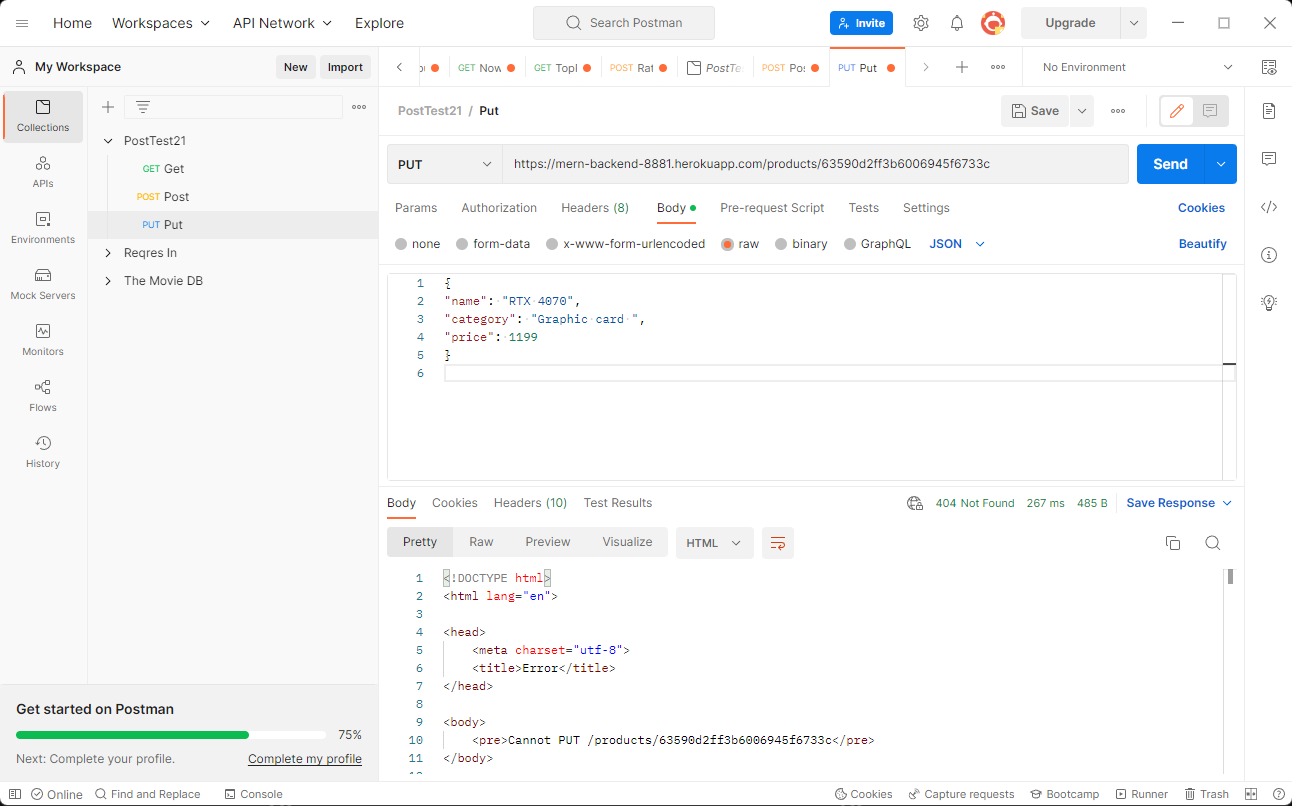 Home Workspaces API Network Explore Search Postman Invite Upgrade
My Workspace New Import GET Nov GET Topl POST Rat PostTe POST Pos PUT Put No Environment
Collections
APIs
Environments
Mock Servers
Monitors
Flows
History
PostTest21
GET Get
POST Post
PUT Put
Reqres In
The Movie DB
PostTest21 / Put Save
PUT https://mern-backend-8881.herokuapp.com/products/63590d2ff3b6006945f6733c Send
Params Authorization Headers (8) Body Pre-request Script Tests Settings Cookies
none form-data x-www-form-urlencoded raw binary GraphQL JSON Beautify
1 {
2 "name": "RTX 4070",
3 "category": "Graphic card ",
4 "price": 1199
5 }
6
Body Cookies Headers (10) Test Results 404 Not Found 267 ms 485 B Save Response
Pretty Raw Preview Visualize HTML
1 <!DOCTYPE html>
2 <html lang="en">
3
4 <head>
5 <meta charset="utf-8">
6 <title>Error</title>
7 </head>
8
9 <body>
10 <pre>Cannot PUT /products/63590d2ff3b6006945f6733c</pre>
11 </body>
Get started on Postman
75%
Next: Complete your profile. Complete my profile
Online Find and Replace Console Cookies Capture requests Bootcamp Runner Trash